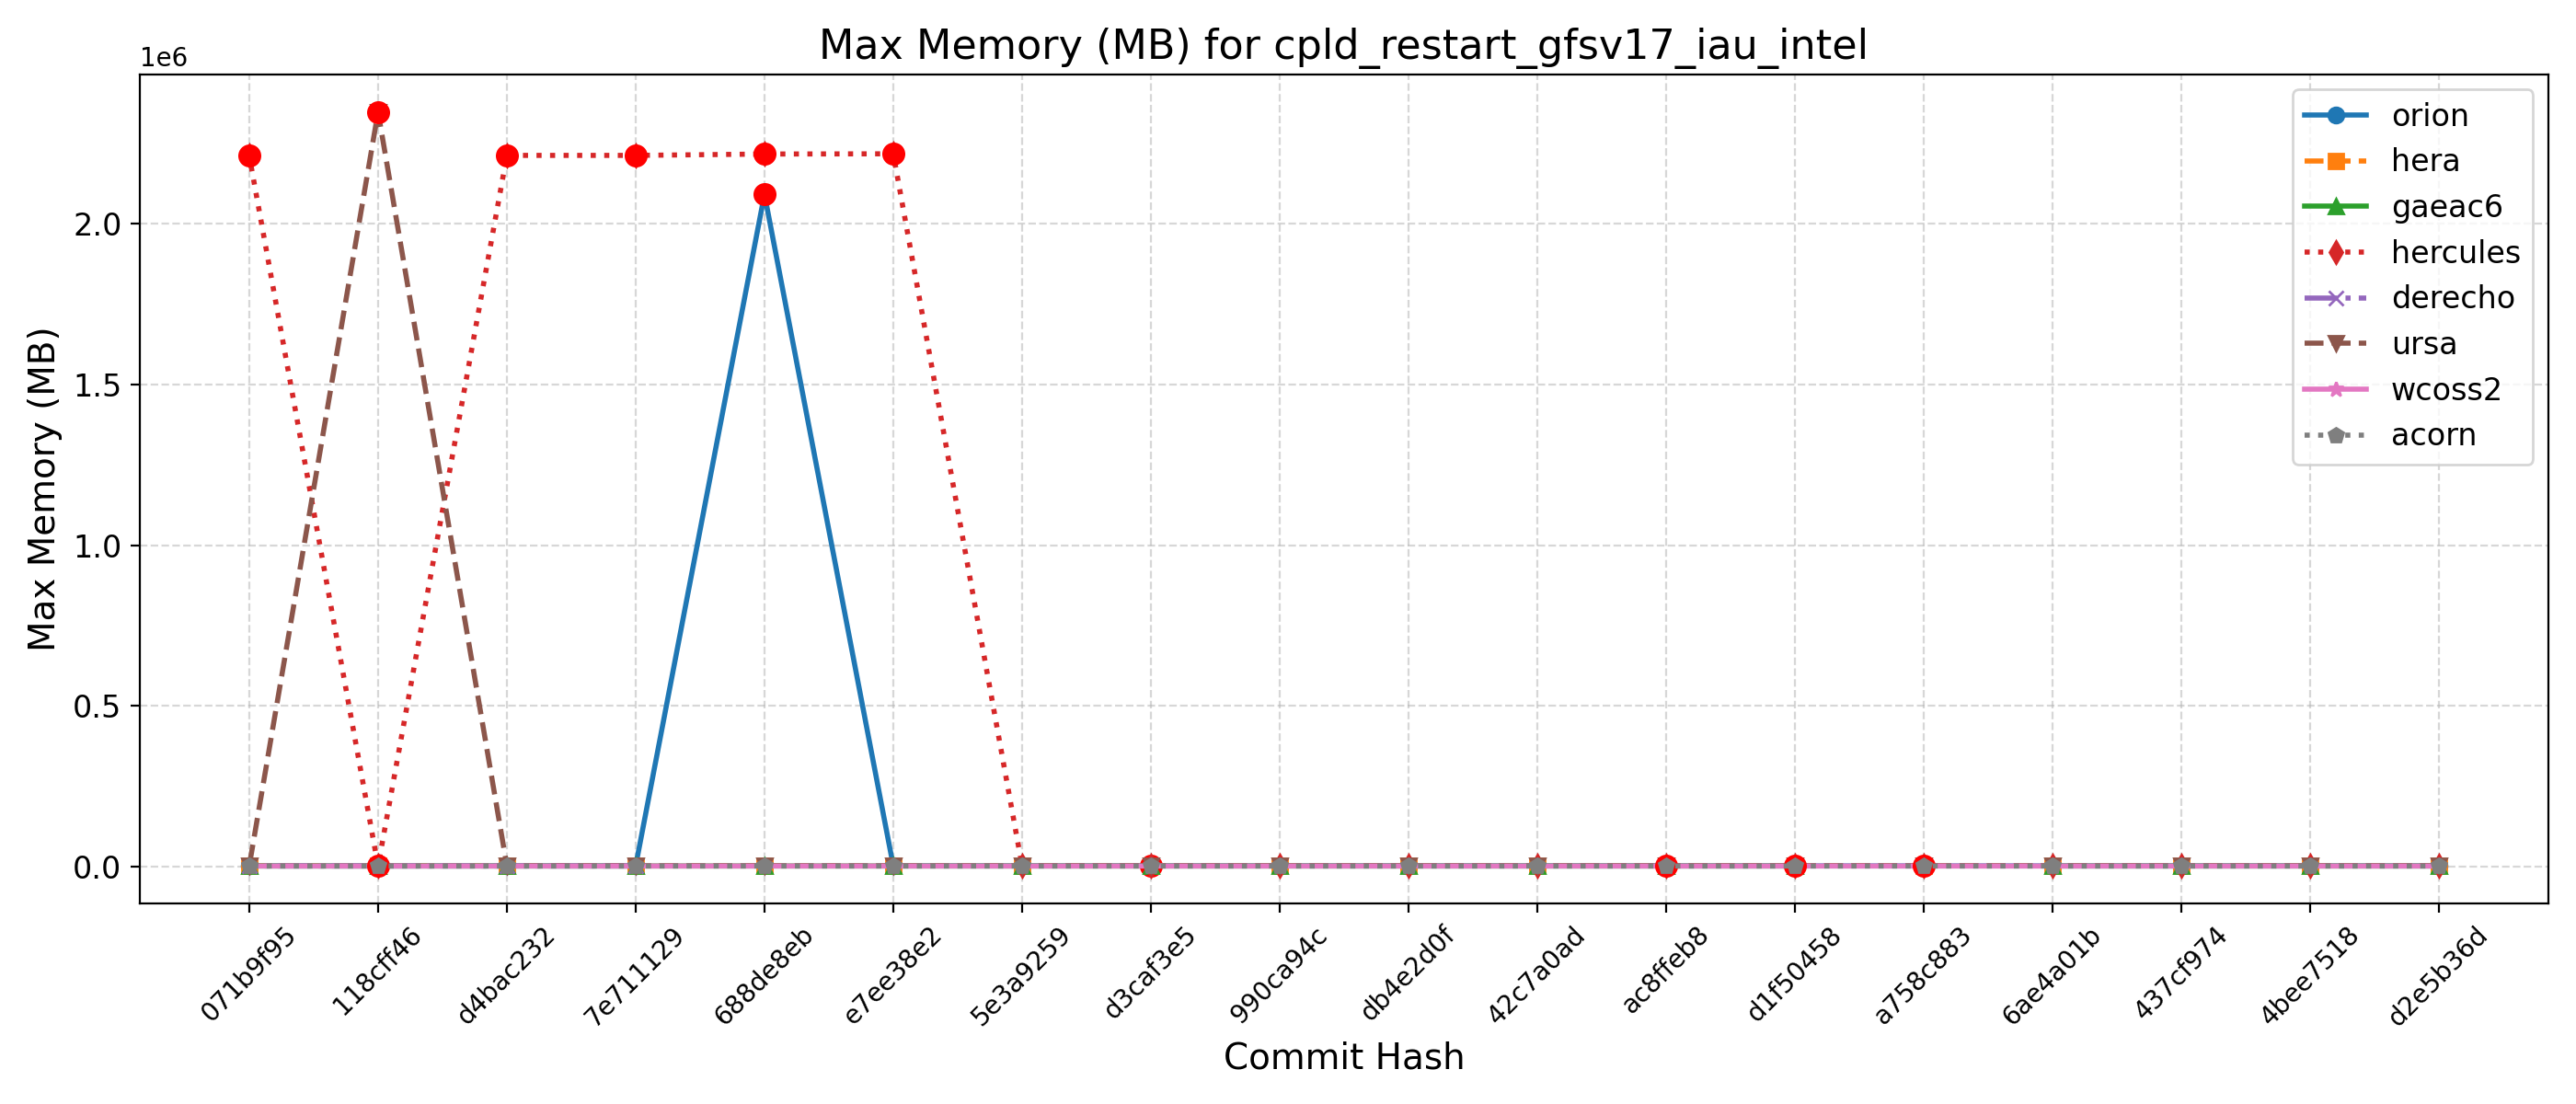 Max Memory (MB) for cpld_restart_gfsv17_iau_intel
1e6
Max Memory (MB)
2.0
1.5
1.0
0.5
0.0
orion
hera
gaeac6
hercules
derecho
ursa
wcoss2
acorn
071b9f95
118cff46
d4bac232
7e711129
688de8eb
e7ee38e2
5e3a9259
d3caf3e5
990ca94c
db4e2d0f
42c7a0ad
ac8ffeb8
d1f50458
a758c883
6ae4a01b
437cf974
4bee7518
d2e5b36d
Commit Hash